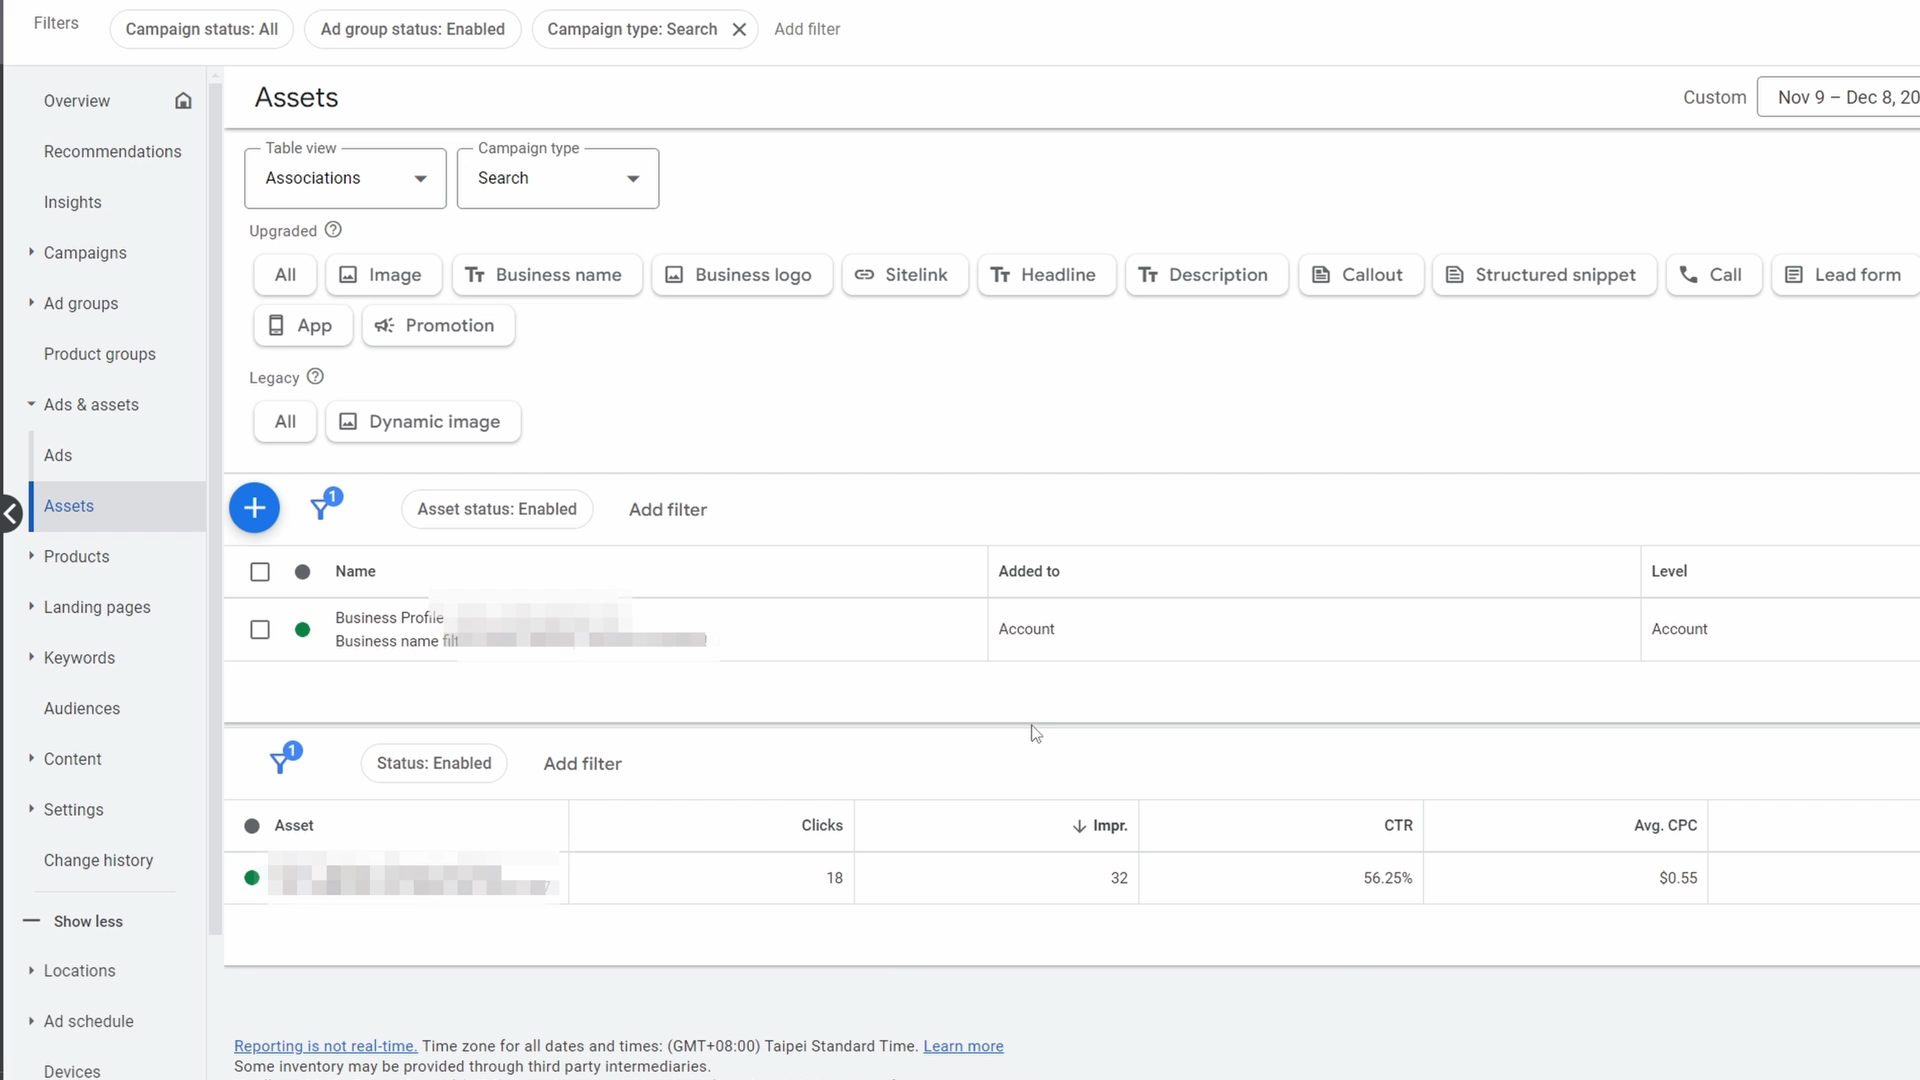 Filters
Campaign status: All
Ad group status: Enabled
Campaign type: Search
Add filter
Overview
Recommendations
Insights
Campaigns
Ad groups
Product groups
Ads & assets
Ads
Assets
Products
Landing pages
Keywords
Audiences
Content
Settings
Change history
Show less
Locations
Ad schedule
Devices
Assets
Custom
Nov 9 – Dec 8, 20
Table view
Associations
Campaign type
Search
Upgraded
All
Image
Business name
Business logo
Sitelink
Headline
Description
Callout
Structured snippet
Call
Lead form
App
Promotion
Legacy
All
Dynamic image
1
Asset status: Enabled
Add filter
Name
Added to
Level
Business Profile
Business name
Account
Account
1
Status: Enabled
Add filter
Asset
Clicks
Impr.
CTR
Avg. CPC
18
32
56.25%
$0.55
Reporting is not real-time. Time zone for all dates and times: (GMT+08:00) Taipei Standard Time. Learn more
Some inventory may be provided through third party intermediaries.